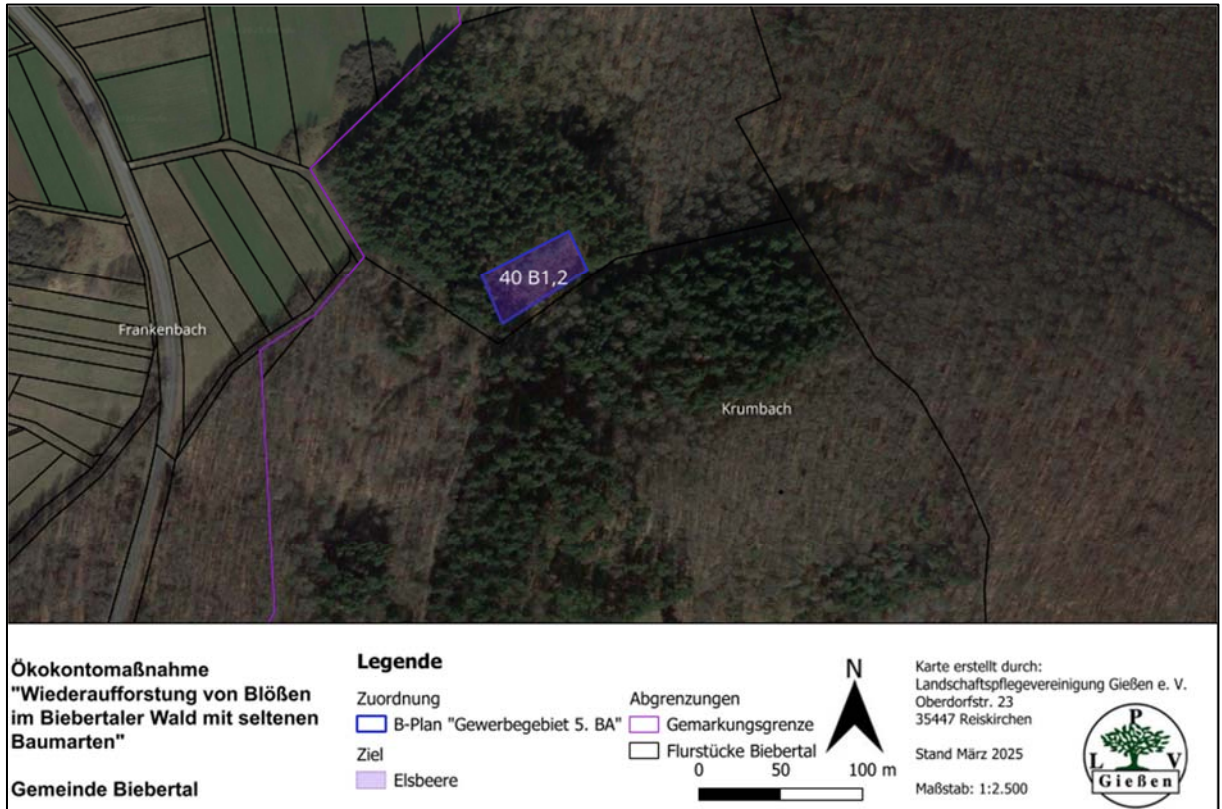 40 B1,2
Frankenbach
Krumbach
Ökokontomaßnahme
"Wiederaufforstung von Blößen
im Biebertaler Wald mit seltenen
Baumarten"
Gemeinde Biebertal
Legende
Zuordnung
B-Plan "Gewerbegebiet 5. BA"
Ziel
Elsbeere
Abgrenzungen
Gemarkungsgrenze
Flurstücke Biebertal
N
0 50 100 m
Karte erstellt durch:
Landschaftspflegevereinigung Gießen e. V.
Oberdorfstr. 23
35447 Reiskirchen
Stand März 2025
Maßstab: 1:2.500
P
L V
Gießen